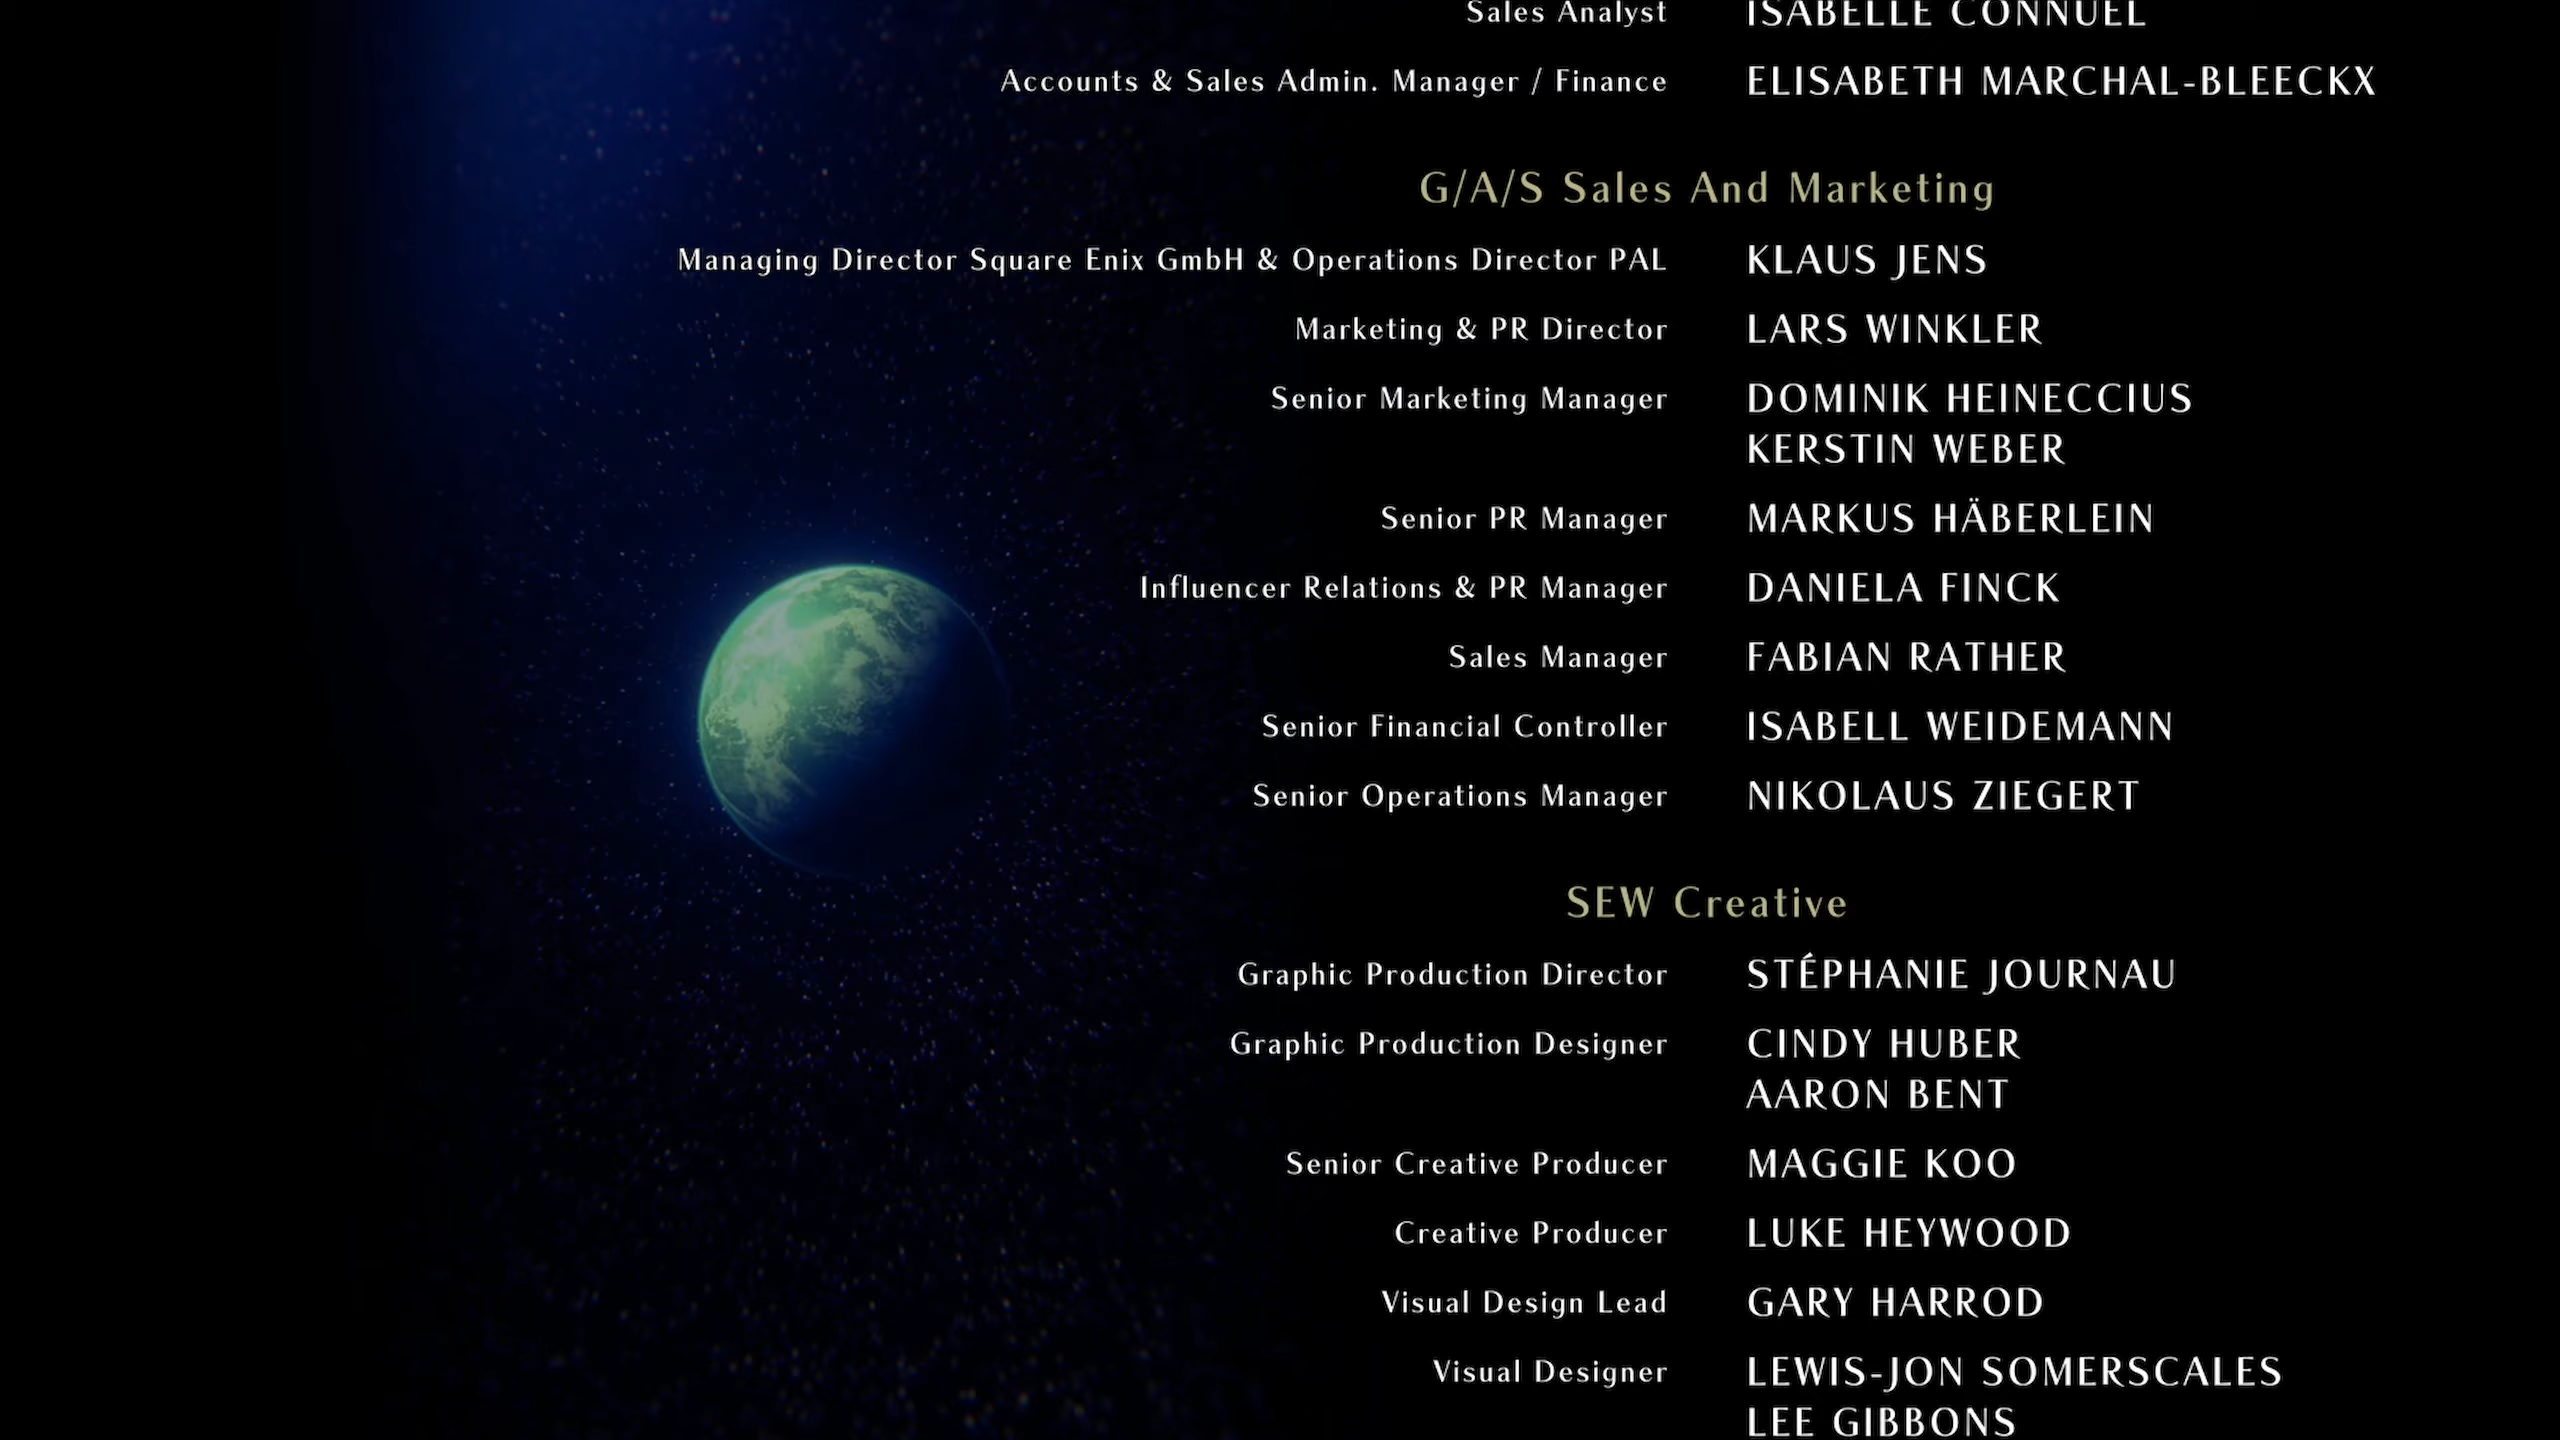 Sales Analyst ISABELLE CONNUEL
Accounts & Sales Admin. Manager / Finance ELISABETH MARCHAL-BLEECKX
G/A/S Sales And Marketing
Managing Director Square Enix GmbH & Operations Director PAL KLAUS JENS
Marketing & PR Director LARS WINKLER
Senior Marketing Manager DOMINIK HEINECCIUS
KERSTIN WEBER
Senior PR Manager MARKUS HÄBERLEIN
Influencer Relations & PR Manager DANIELA FINCK
Sales Manager FABIAN RATHER
Senior Financial Controller ISABELL WEIDEMANN
Senior Operations Manager NIKOLAUS ZIEGERT
SEW Creative
Graphic Production Director STÉPHANIE JOURNAU
Graphic Production Designer CINDY HUBER
AARON BENT
Senior Creative Producer MAGGIE KOO
Creative Producer LUKE HEYWOOD
Visual Design Lead GARY HARROD
Visual Designer LEWIS-JON SOMERSCALES
LEE GIBBONS